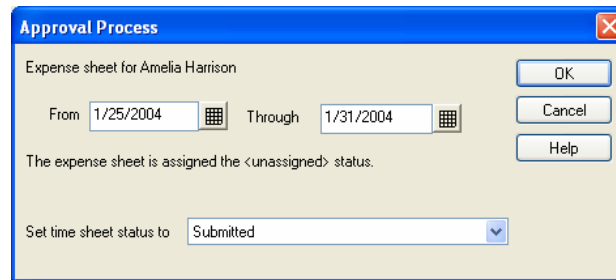 Approval Process
Expense sheet for Amelia Harrison
OK
From 1/25/2004 Through 1/31/2004
Cancel
The expense sheet is assigned the <unassigned> status.
Help
Set time sheet status to Submitted